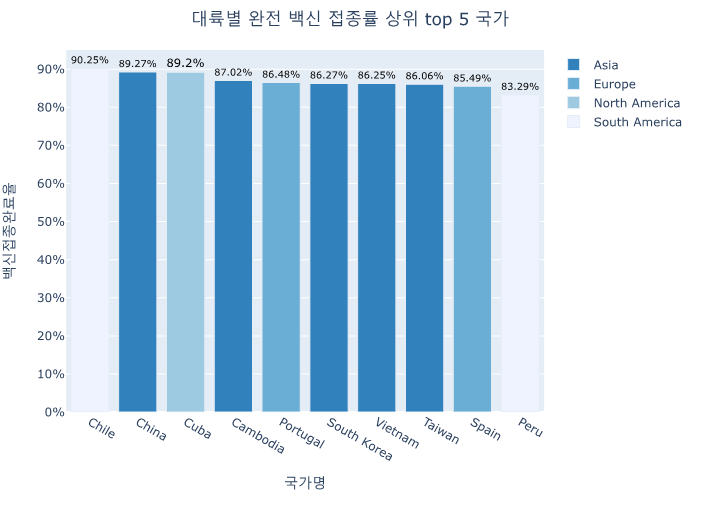 대륙별 완전 백신 접종률 상위 top 5 국가
백신접종완료율
90%
80%
70%
60%
50%
40%
30%
20%
10%
0%
90.25%
89.27%
89.2%
87.02%
86.48%
86.27%
86.25%
86.06%
85.49%
83.29%
Chile
China
Cuba
Cambodia
Portugal
South Korea
Vietnam
Taiwan
Spain
Peru
국가명
Asia
Europe
North America
South America